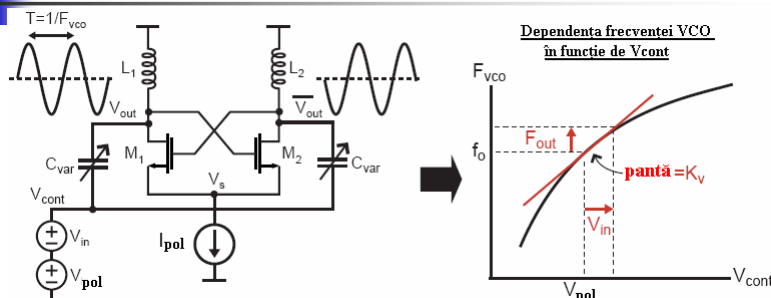 T=1/Fvco
L1
L2
Vout
Vout
M1
M2
Cvar
Cvar
Vs
Vcont
Vin
Vpol
Ipol
Dependența frecvenței VCO
în funcție de Vcont
Fvco
Fout
fo
pantă=Kv
Vin
Vcont
Vpol